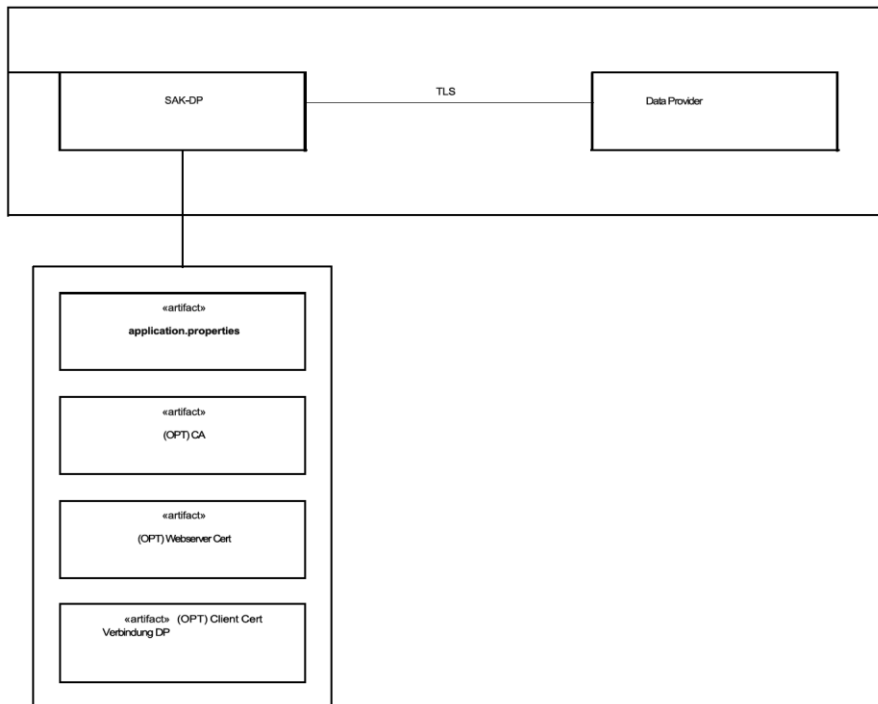 SAK-DP
TLS
Data Provider
«artifact»
application.properties
«artifact»
(OPT) CA
«artifact»
(OPT) Webserver Cert
«artifact» (OPT) Client Cert
Verbindung DP